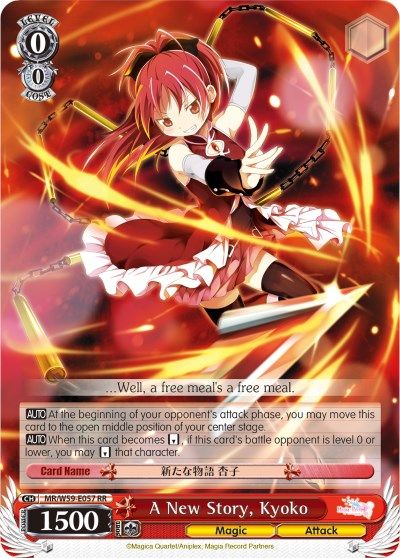 LEVEL
0
0
COST
...Well, a free meal's a free meal.
AUTO At the beginning of your opponent's attack phase, you may move this
card to the open middle position of your center stage.
AUTO When this card becomes , if this card's battle opponent is level 0 or
lower, you may that character.
Card Name 新たな物語 杏子
CH MR/W59-E057 RR
POWER 1500
A New Story, Kyoko
Magic Attack
©Magica Quartet/Aniplex, Magia Record Partners